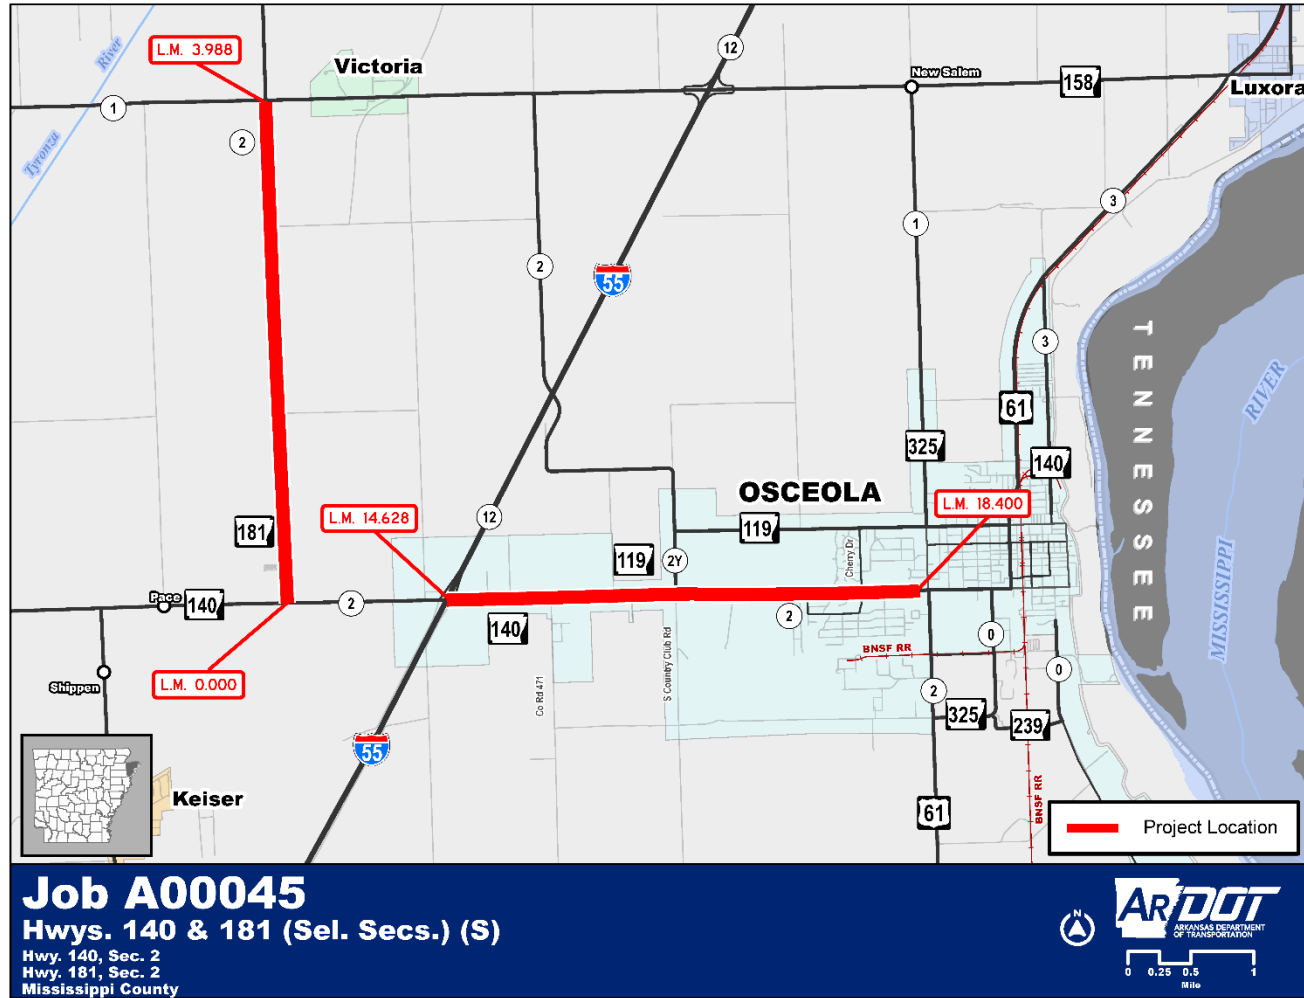 L.M. 3.988
12
River
Victoria
New Salem
158
Luxora
1
Tyronza
2
3
1
2
55
T E N N E S S E E
3
RIVER
61
325
140
OSCEOLA
L.M. 18.400
L.M. 14.628
12
181
119
119
Cherry Dr
2Y
Pace
140
2
140
2
MISSISSIPPI
0
BNSF RR
0
Shippen
L.M. 0.000
Co Rd 471
S Country Club Rd
2
325
239
55
BNSF RR
Keiser
61
Project Location
Job A00045
Hwys. 140 & 181 (Sel. Secs.) (S)
Hwy. 140, Sec. 2
Hwy. 181, Sec. 2
Mississippi County
N
ARDOT
ARKANSAS DEPARTMENT
OF TRANSPORTATION
0 0.25 0.5 1
Mile